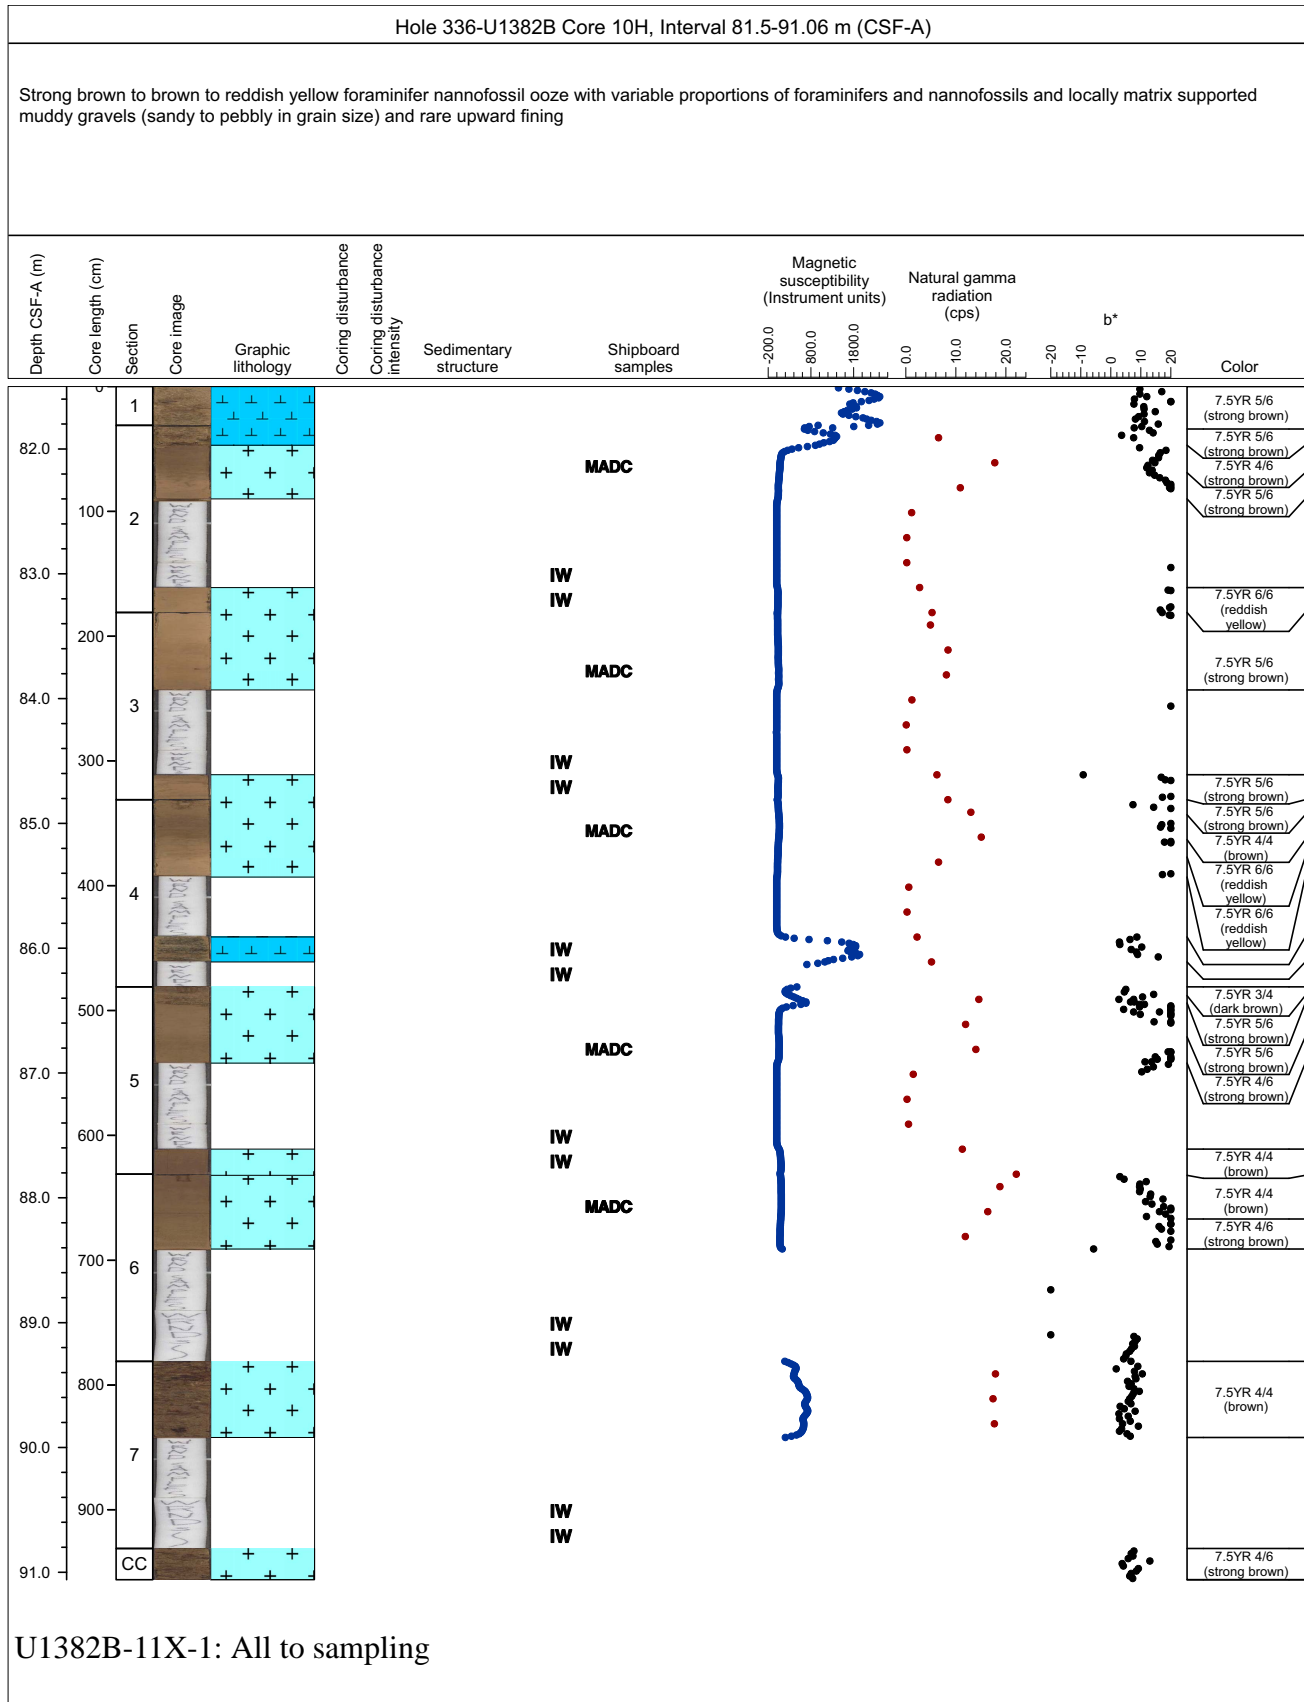 Hole 336-U1382B Core 10H, Interval 81.5-91.06 m (CSF-A)
Strong brown to brown to reddish yellow foraminifer nannofossil ooze with variable proportions of foraminifers and nannofossils and locally matrix supported
muddy gravels (sandy to pebbly in grain size) and rare upward fining
Depth CSF-A (m)
Core length (cm)
Section
Core image
Graphic
lithology
Coring disturbance
Coring disturbance
intensity
Sedimentary
structure
Shipboard
samples
Magnetic
susceptibility
(Instrument units)
-200.0
800.0
1800.0
Natural gamma
radiation
(cps)
0.0
10.0
20.0
b*
-20
-10
0
10
20
Color
82.0
83.0
84.0
85.0
86.0
87.0
88.0
89.0
90.0
91.0
0
100
200
300
400
500
600
700
800
900
1
2
3
4
5
6
7
CC
MADC
IW
IW
MADC
IW
IW
MADC
IW
IW
MADC
IW
IW
MADC
IW
IW
IW
IW
7.5YR 5/6
(strong brown)
7.5YR 5/6
(strong brown)
7.5YR 4/6
(strong brown)
7.5YR 5/6
(strong brown)
7.5YR 6/6
(reddish
yellow)
7.5YR 5/6
(strong brown)
7.5YR 5/6
(strong brown)
7.5YR 5/6
(strong brown)
7.5YR 4/4
(brown)
7.5YR 6/6
(reddish
yellow)
7.5YR 6/6
(reddish
yellow)
7.5YR 3/4
(dark brown)
7.5YR 5/6
(strong brown)
7.5YR 5/6
(strong brown)
7.5YR 4/6
(strong brown)
7.5YR 4/4
(brown)
7.5YR 4/4
(brown)
7.5YR 4/6
(strong brown)
7.5YR 4/4
(brown)
7.5YR 4/6
(strong brown)
U1382B-11X-1: All to sampling